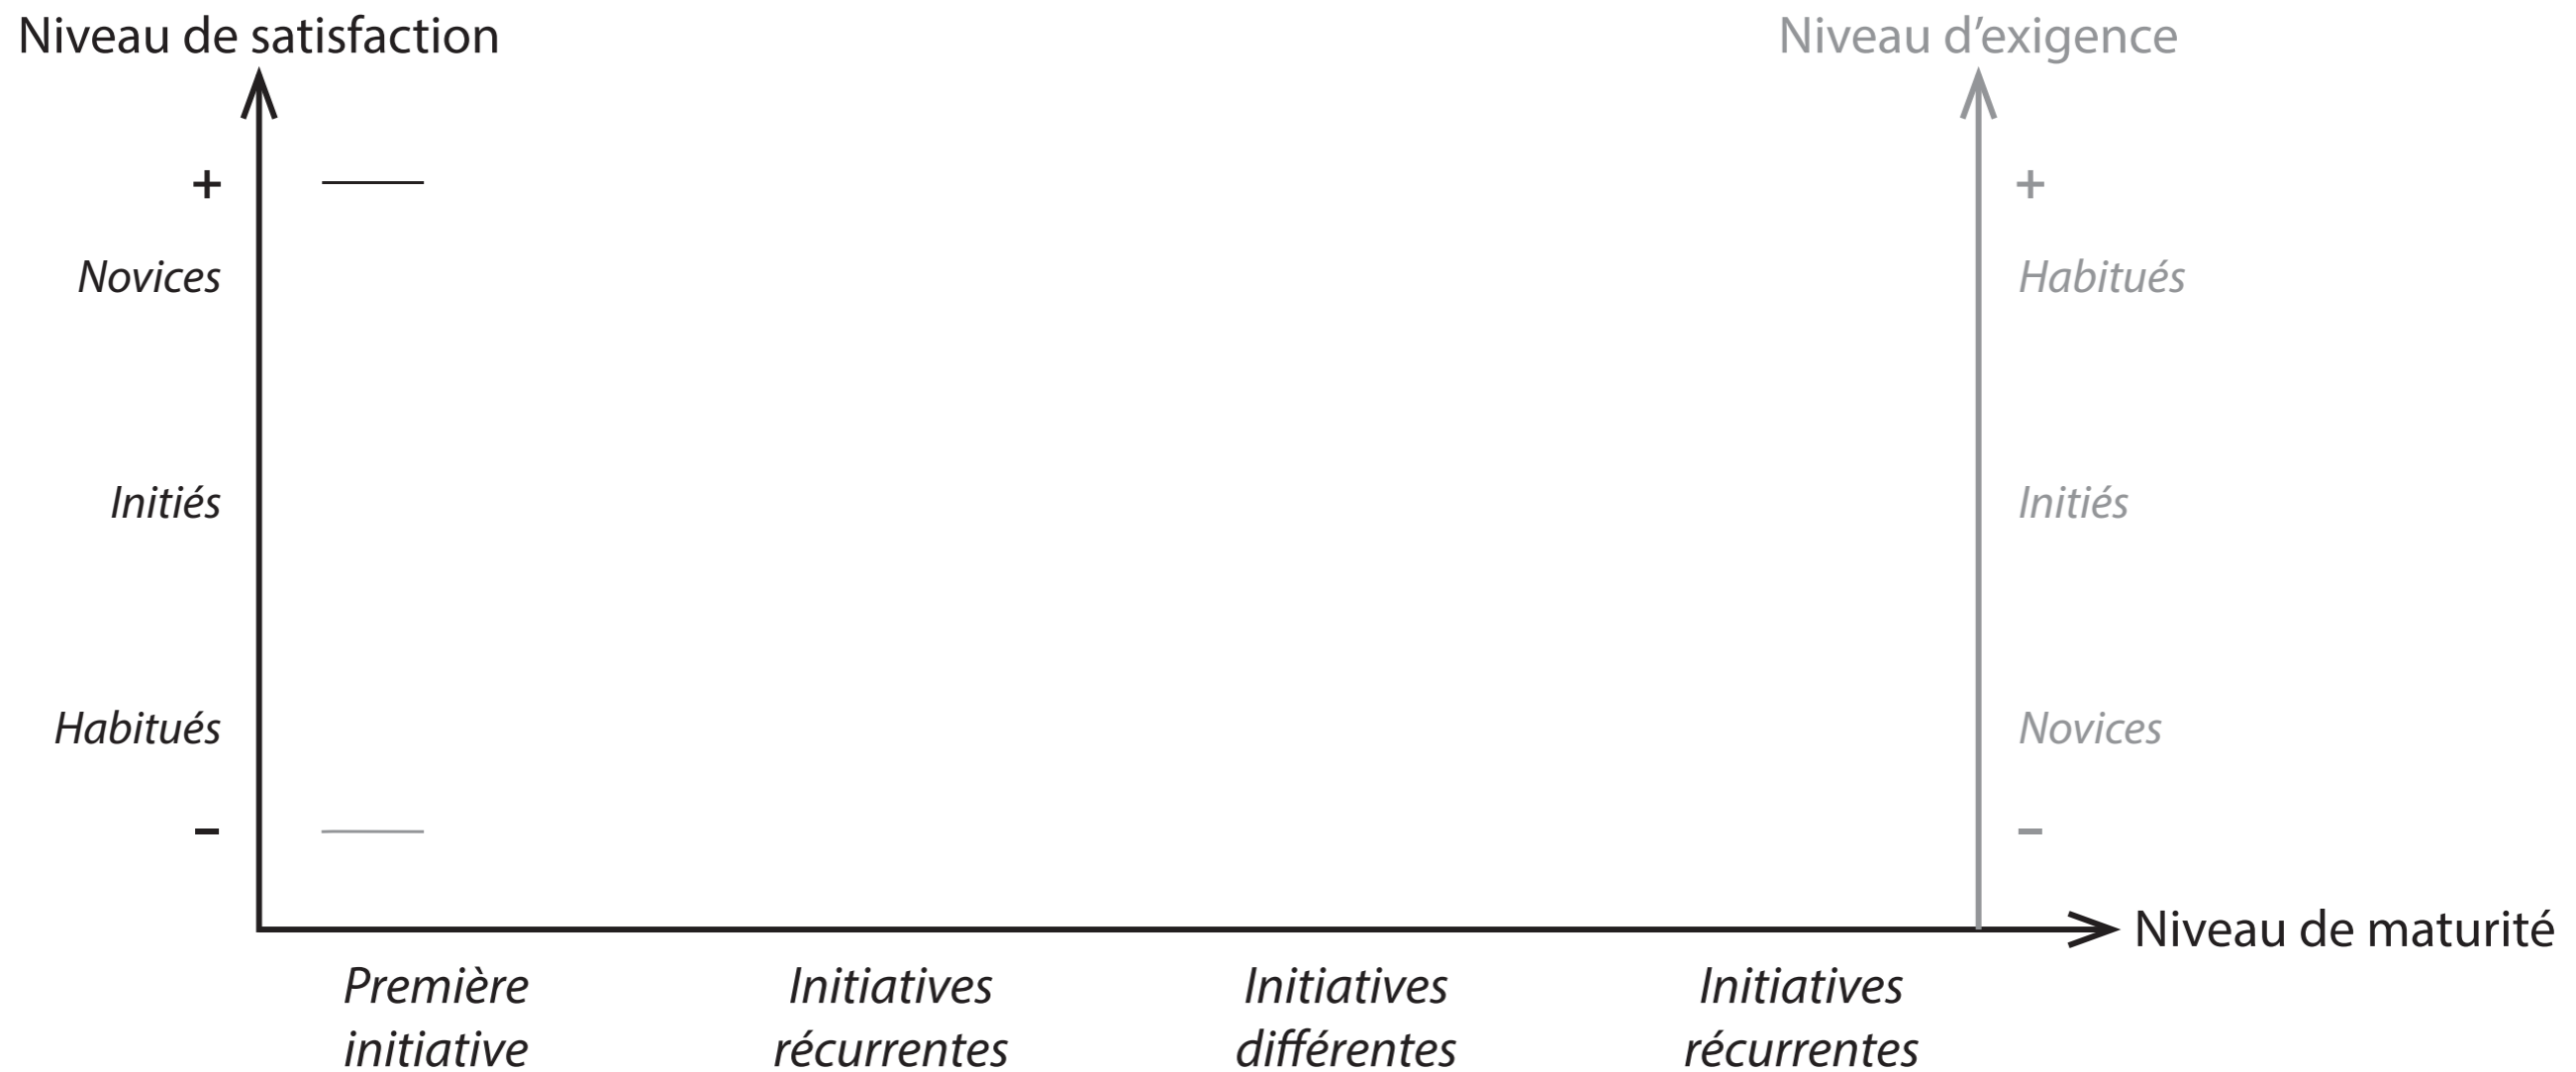 Niveau de satisfaction
Niveau d’exigence
+
+
Novices
Habitués
Initiés
Initiés
Habitués
Novices
–
–
Niveau de maturité
Première
initiative
Initiatives
récurrentes
Initiatives
différentes
Initiatives
récurrentes